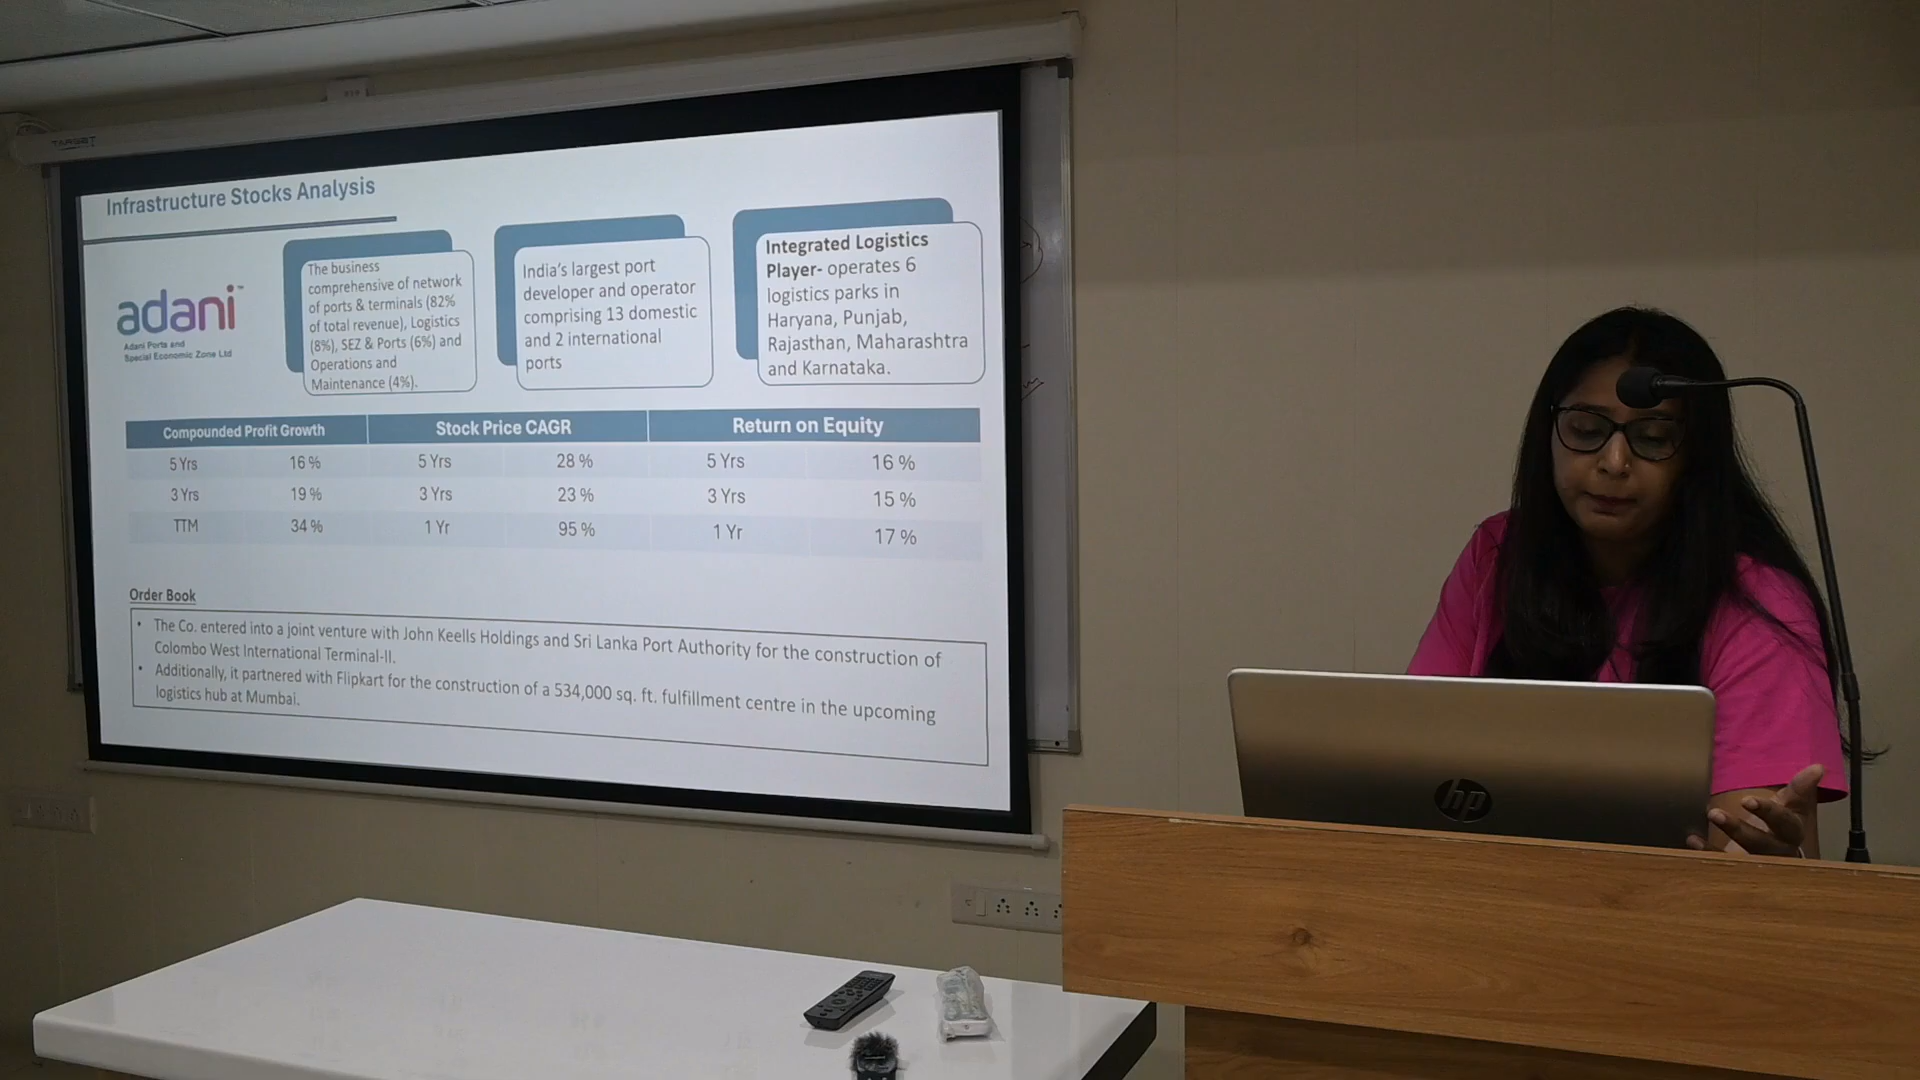 TARGET
Infrastructure Stocks Analysis
adani™
Adani Ports and
Special Economic Zone Ltd
The business
comprehensive of network
of ports & terminals (82%
of total revenue), Logistics
(8%), SEZ & Ports (6%) and
Operations and
Maintenance (4%).
India's largest port
developer and operator
comprising 13 domestic
and 2 international
ports
Integrated Logistics
Player- operates 6
logistics parks in
Haryana, Punjab,
Rajasthan, Maharashtra
and Karnataka.
Compounded Profit Growth Stock Price CAGR Return on Equity
5 Yrs 16 % 5 Yrs 28 % 5 Yrs 16 %
3 Yrs 19 % 3 Yrs 23 % 3 Yrs 15 %
TTM 34 % 1 Yr 95 % 1 Yr 17 %
Order Book
• The Co. entered into a joint venture with John Keells Holdings and Sri Lanka Port Authority for the construction of
Colombo West International Terminal-II.
• Additionally, it partnered with Flipkart for the construction of a 534,000 sq. ft. fulfillment centre in the upcoming
logistics hub at Mumbai.
hp